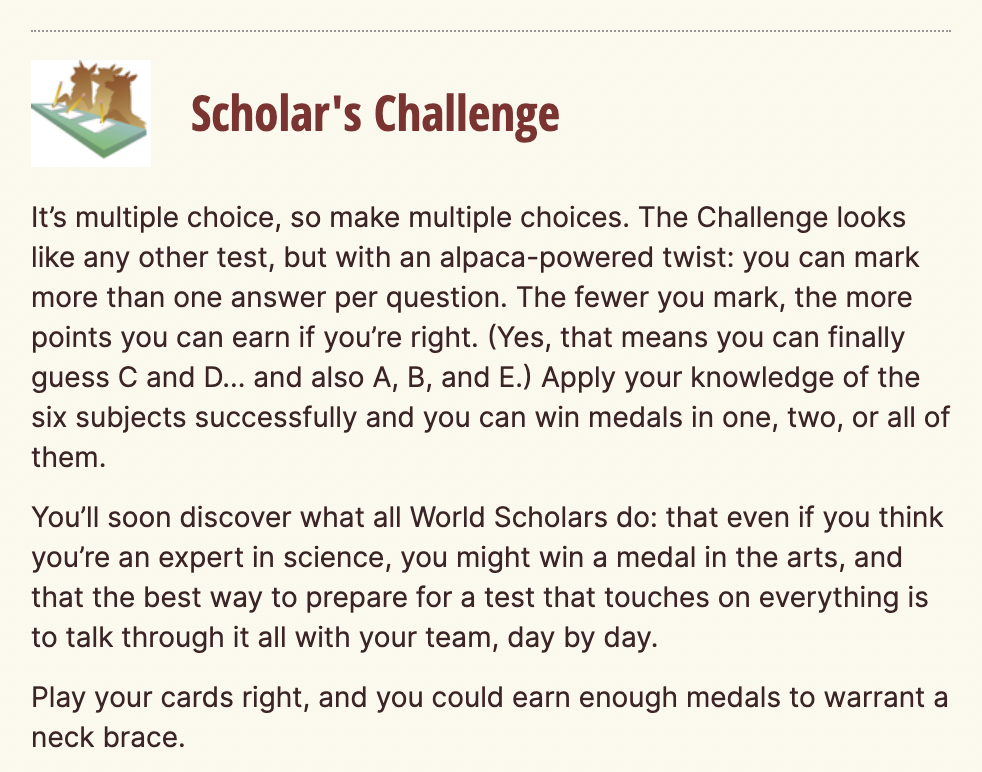 Scholar's Challenge
It’s multiple choice, so make multiple choices. The Challenge looks
like any other test, but with an alpaca-powered twist: you can mark
more than one answer per question. The fewer you mark, the more
points you can earn if you’re right. (Yes, that means you can finally
guess C and D... and also A, B, and E.) Apply your knowledge of the
six subjects successfully and you can win medals in one, two, or all of
them.
You’ll soon discover what all World Scholars do: that even if you think
you’re an expert in science, you might win a medal in the arts, and
that the best way to prepare for a test that touches on everything is
to talk through it all with your team, day by day.
Play your cards right, and you could earn enough medals to warrant a
neck brace.